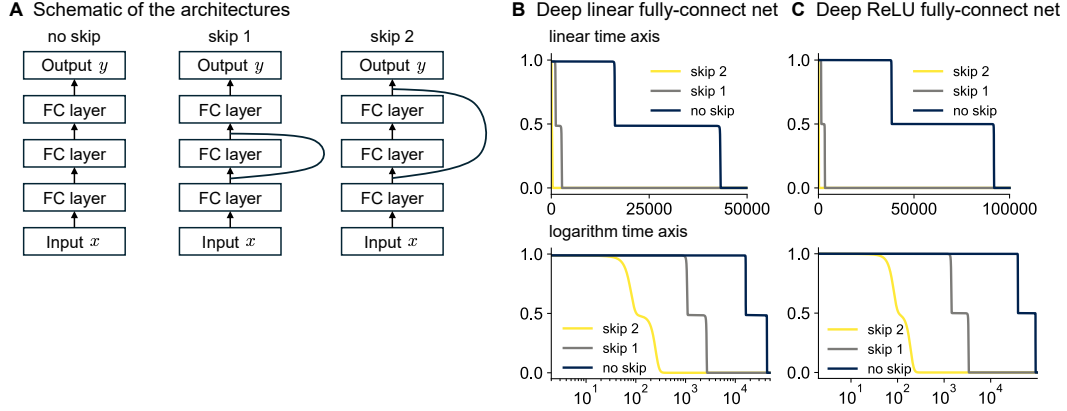 A Schematic of the architectures
no skip
Output y
FC layer
FC layer
FC layer
Input x
skip 1
Output y
FC layer
FC layer
FC layer
Input x
skip 2
Output y
FC layer
FC layer
FC layer
Input x
B Deep linear fully-connect net
linear time axis
1.0
0.5
0.0
0 25000 50000
skip 2
skip 1
no skip
logarithm time axis
1.0
0.5
0.0
10^1 10^2 10^3 10^4
skip 2
skip 1
no skip
C Deep ReLU fully-connect net
1.0
0.5
0.0
0 50000 100000
skip 2
skip 1
no skip
1.0
0.5
0.0
10^1 10^2 10^3 10^4
skip 2
skip 1
no skip